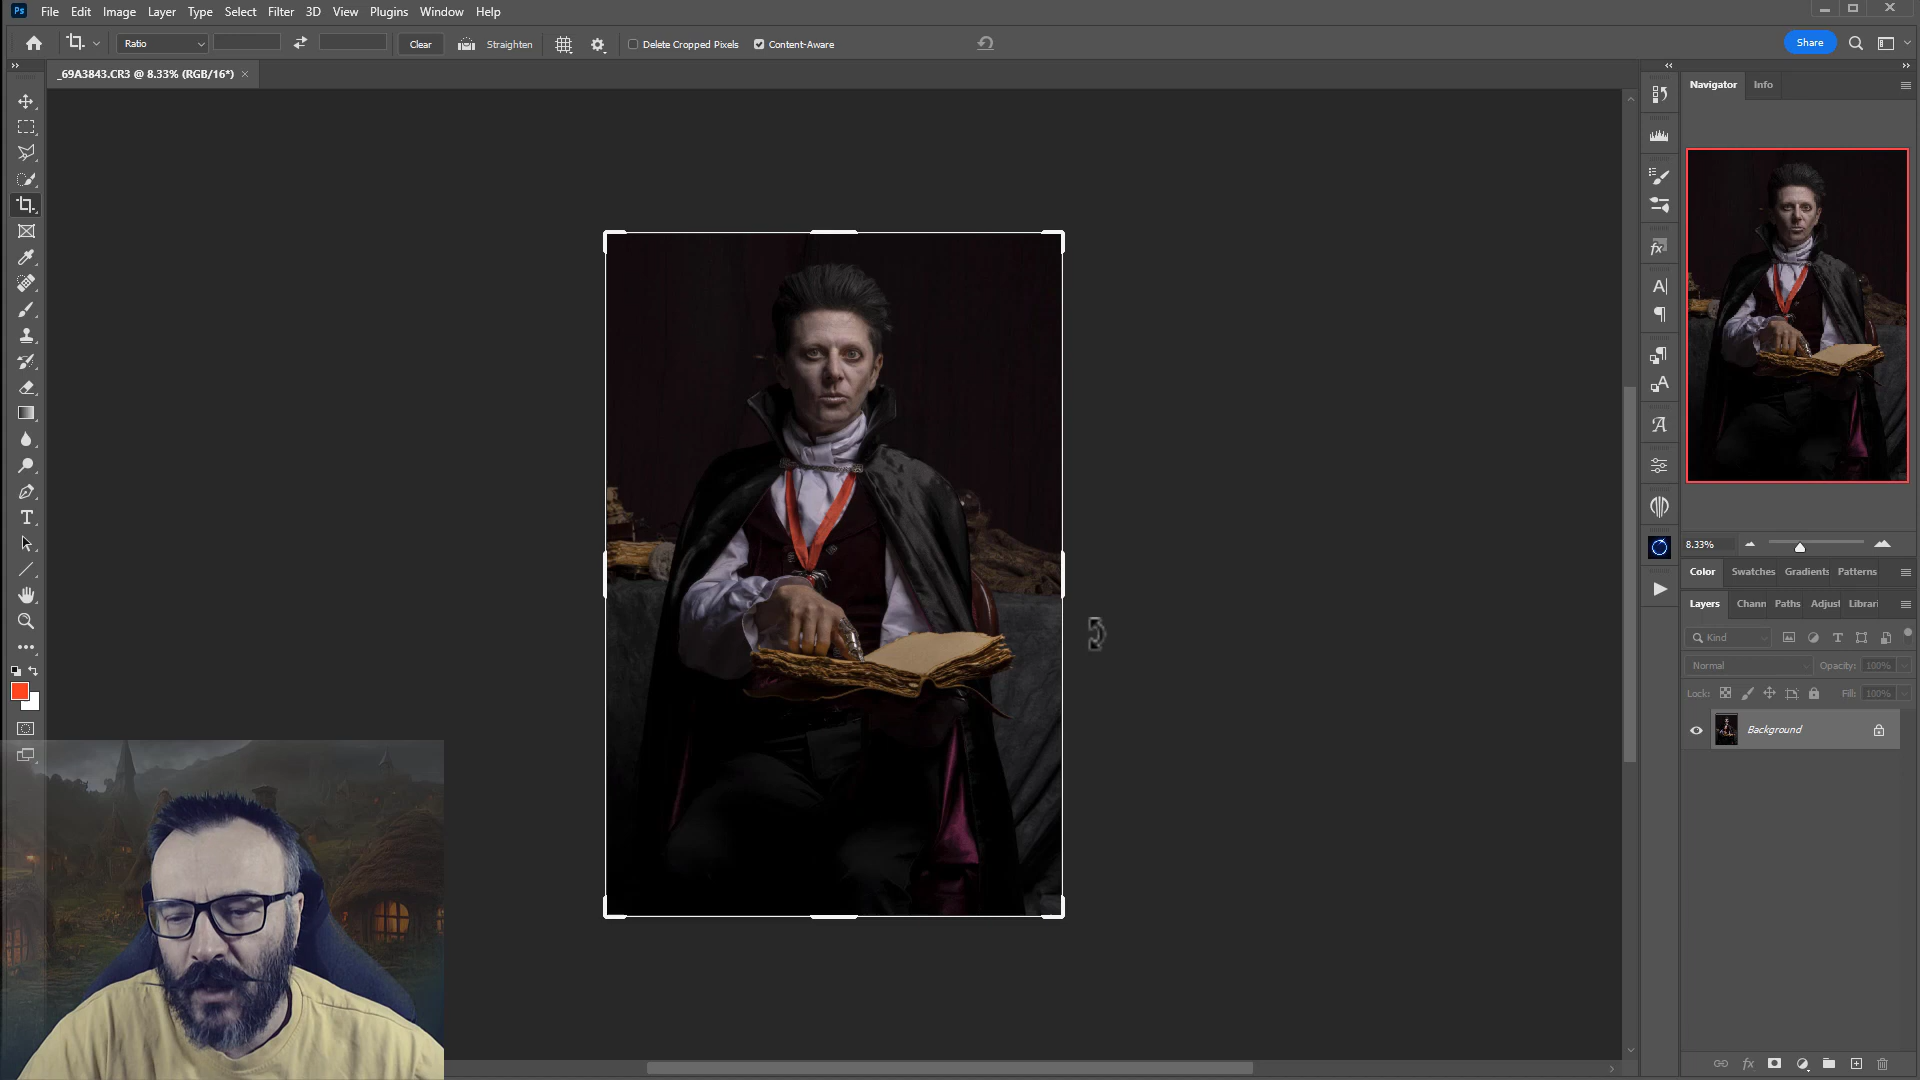 Ps File Edit Image Layer Type Select Filter 3D View Plugins Window Help
Ratio Clear Straighten Delete Cropped Pixels Content-Aware Share
_69A3843.CR3 @ 8.33% (RGB/16*)
Navigator Info
8.33%
Color Swatches Gradients Patterns
Layers Chann Paths Adjust Librari
Kind
Normal Opacity: 100%
Lock: Fill: 100%
Background